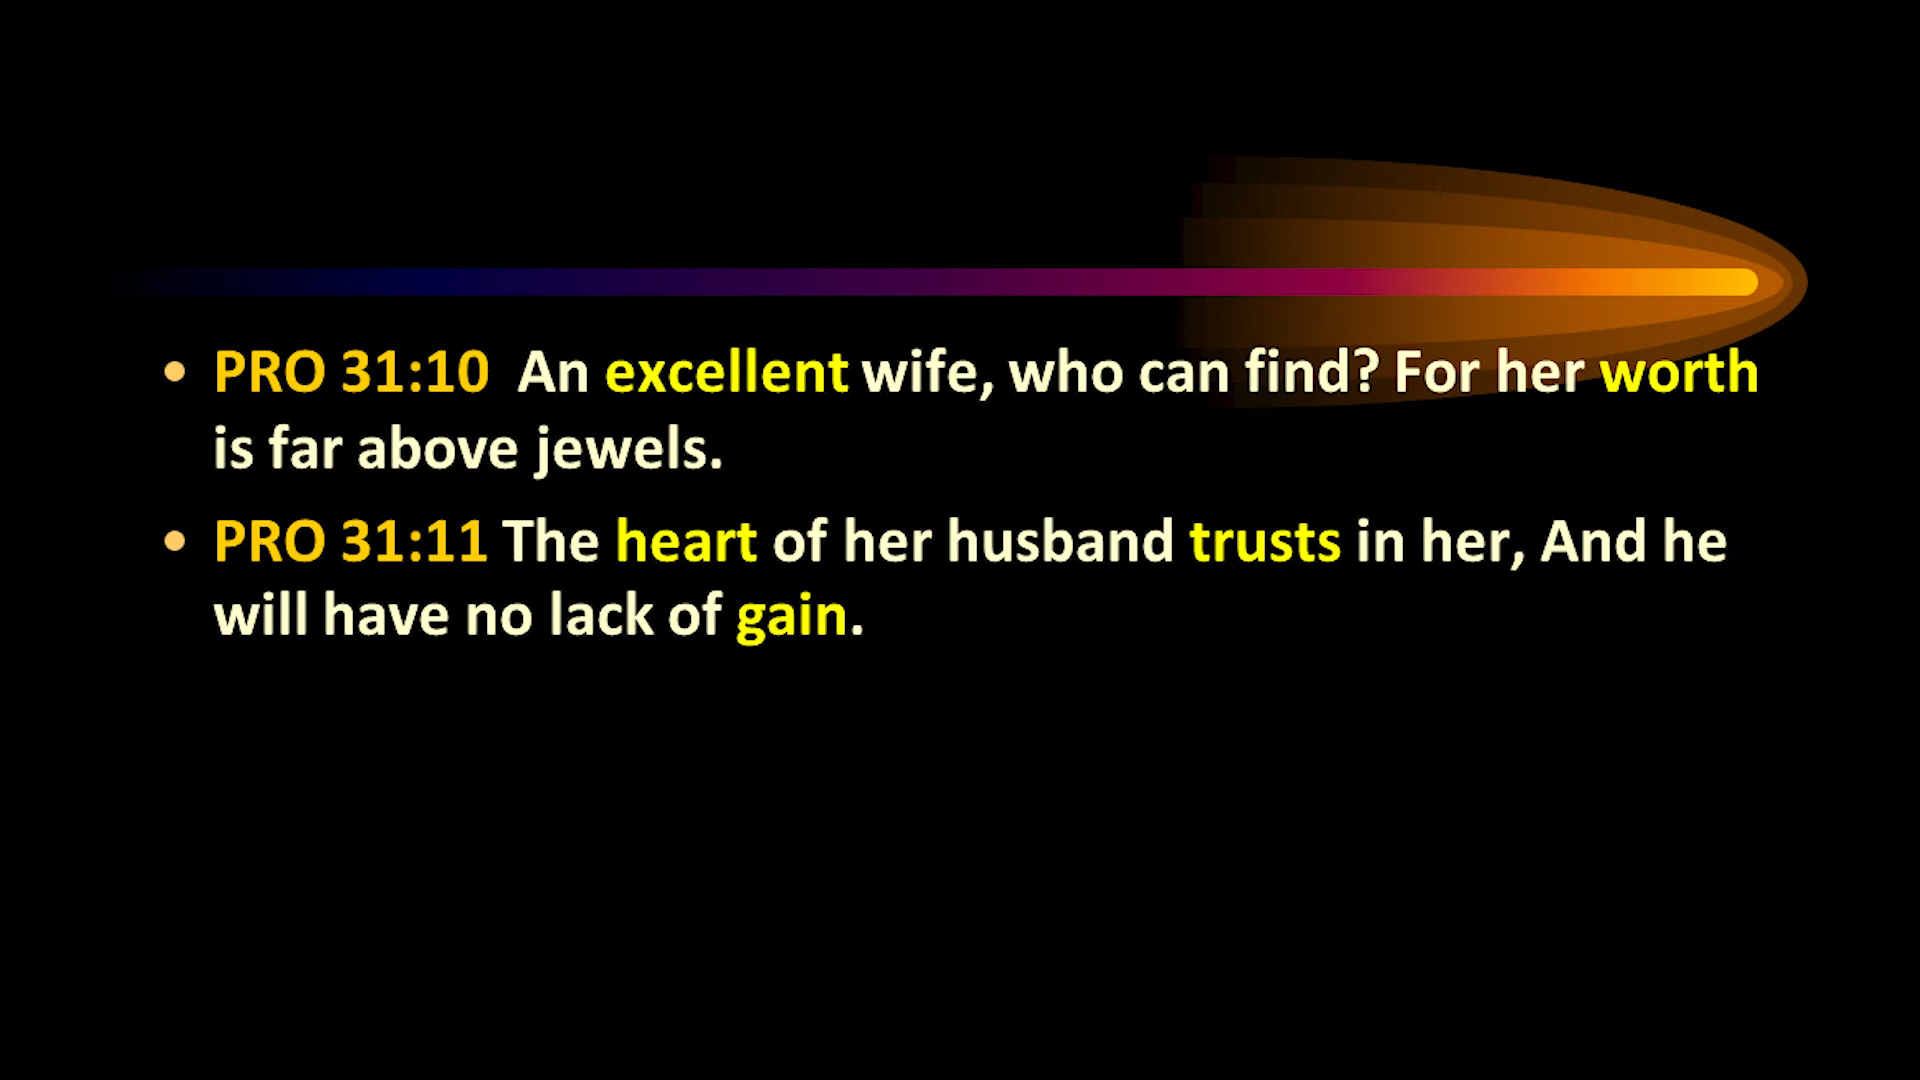 • PRO 31:10  An excellent wife, who can find? For her worth
is far above jewels.
• PRO 31:11 The heart of her husband trusts in her, And he
will have no lack of gain.